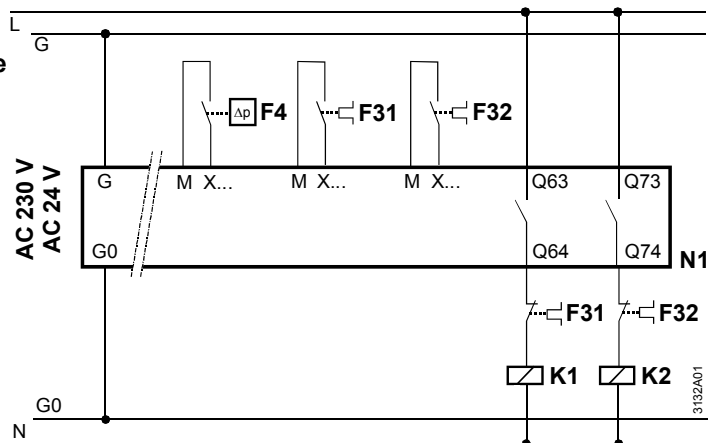 L
G
e
Δp F4 F31 F32
G M X... M X... M X... Q63 Q73
AC 230 V
AC 24 V
G0 Q64 Q74
N1
F31 F32
K1 K2
3132A01
G0
N